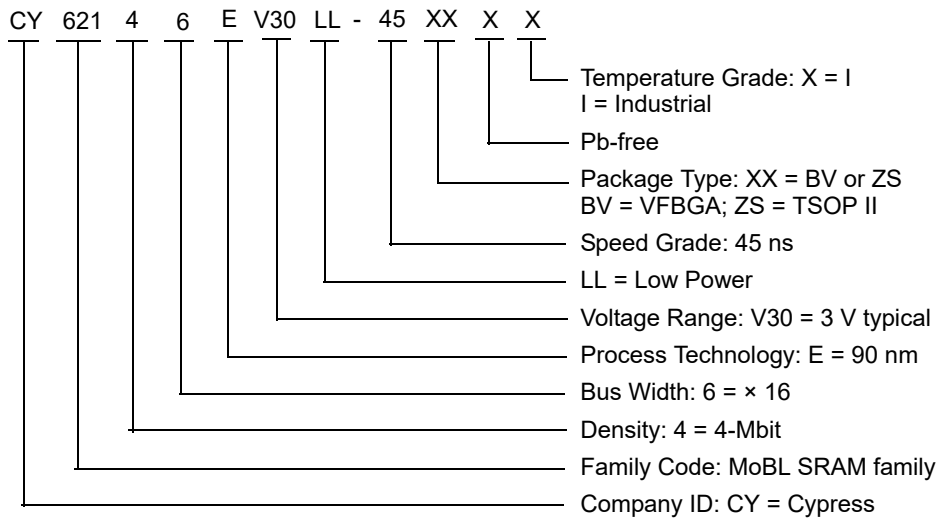 CY 621 4 6 E V30 LL - 45 XX X X
Temperature Grade: X = I
I = Industrial
Pb-free
Package Type: XX = BV or ZS
BV = VFBGA; ZS = TSOP II
Speed Grade: 45 ns
LL = Low Power
Voltage Range: V30 = 3 V typical
Process Technology: E = 90 nm
Bus Width: 6 = × 16
Density: 4 = 4-Mbit
Family Code: MoBL SRAM family
Company ID: CY = Cypress